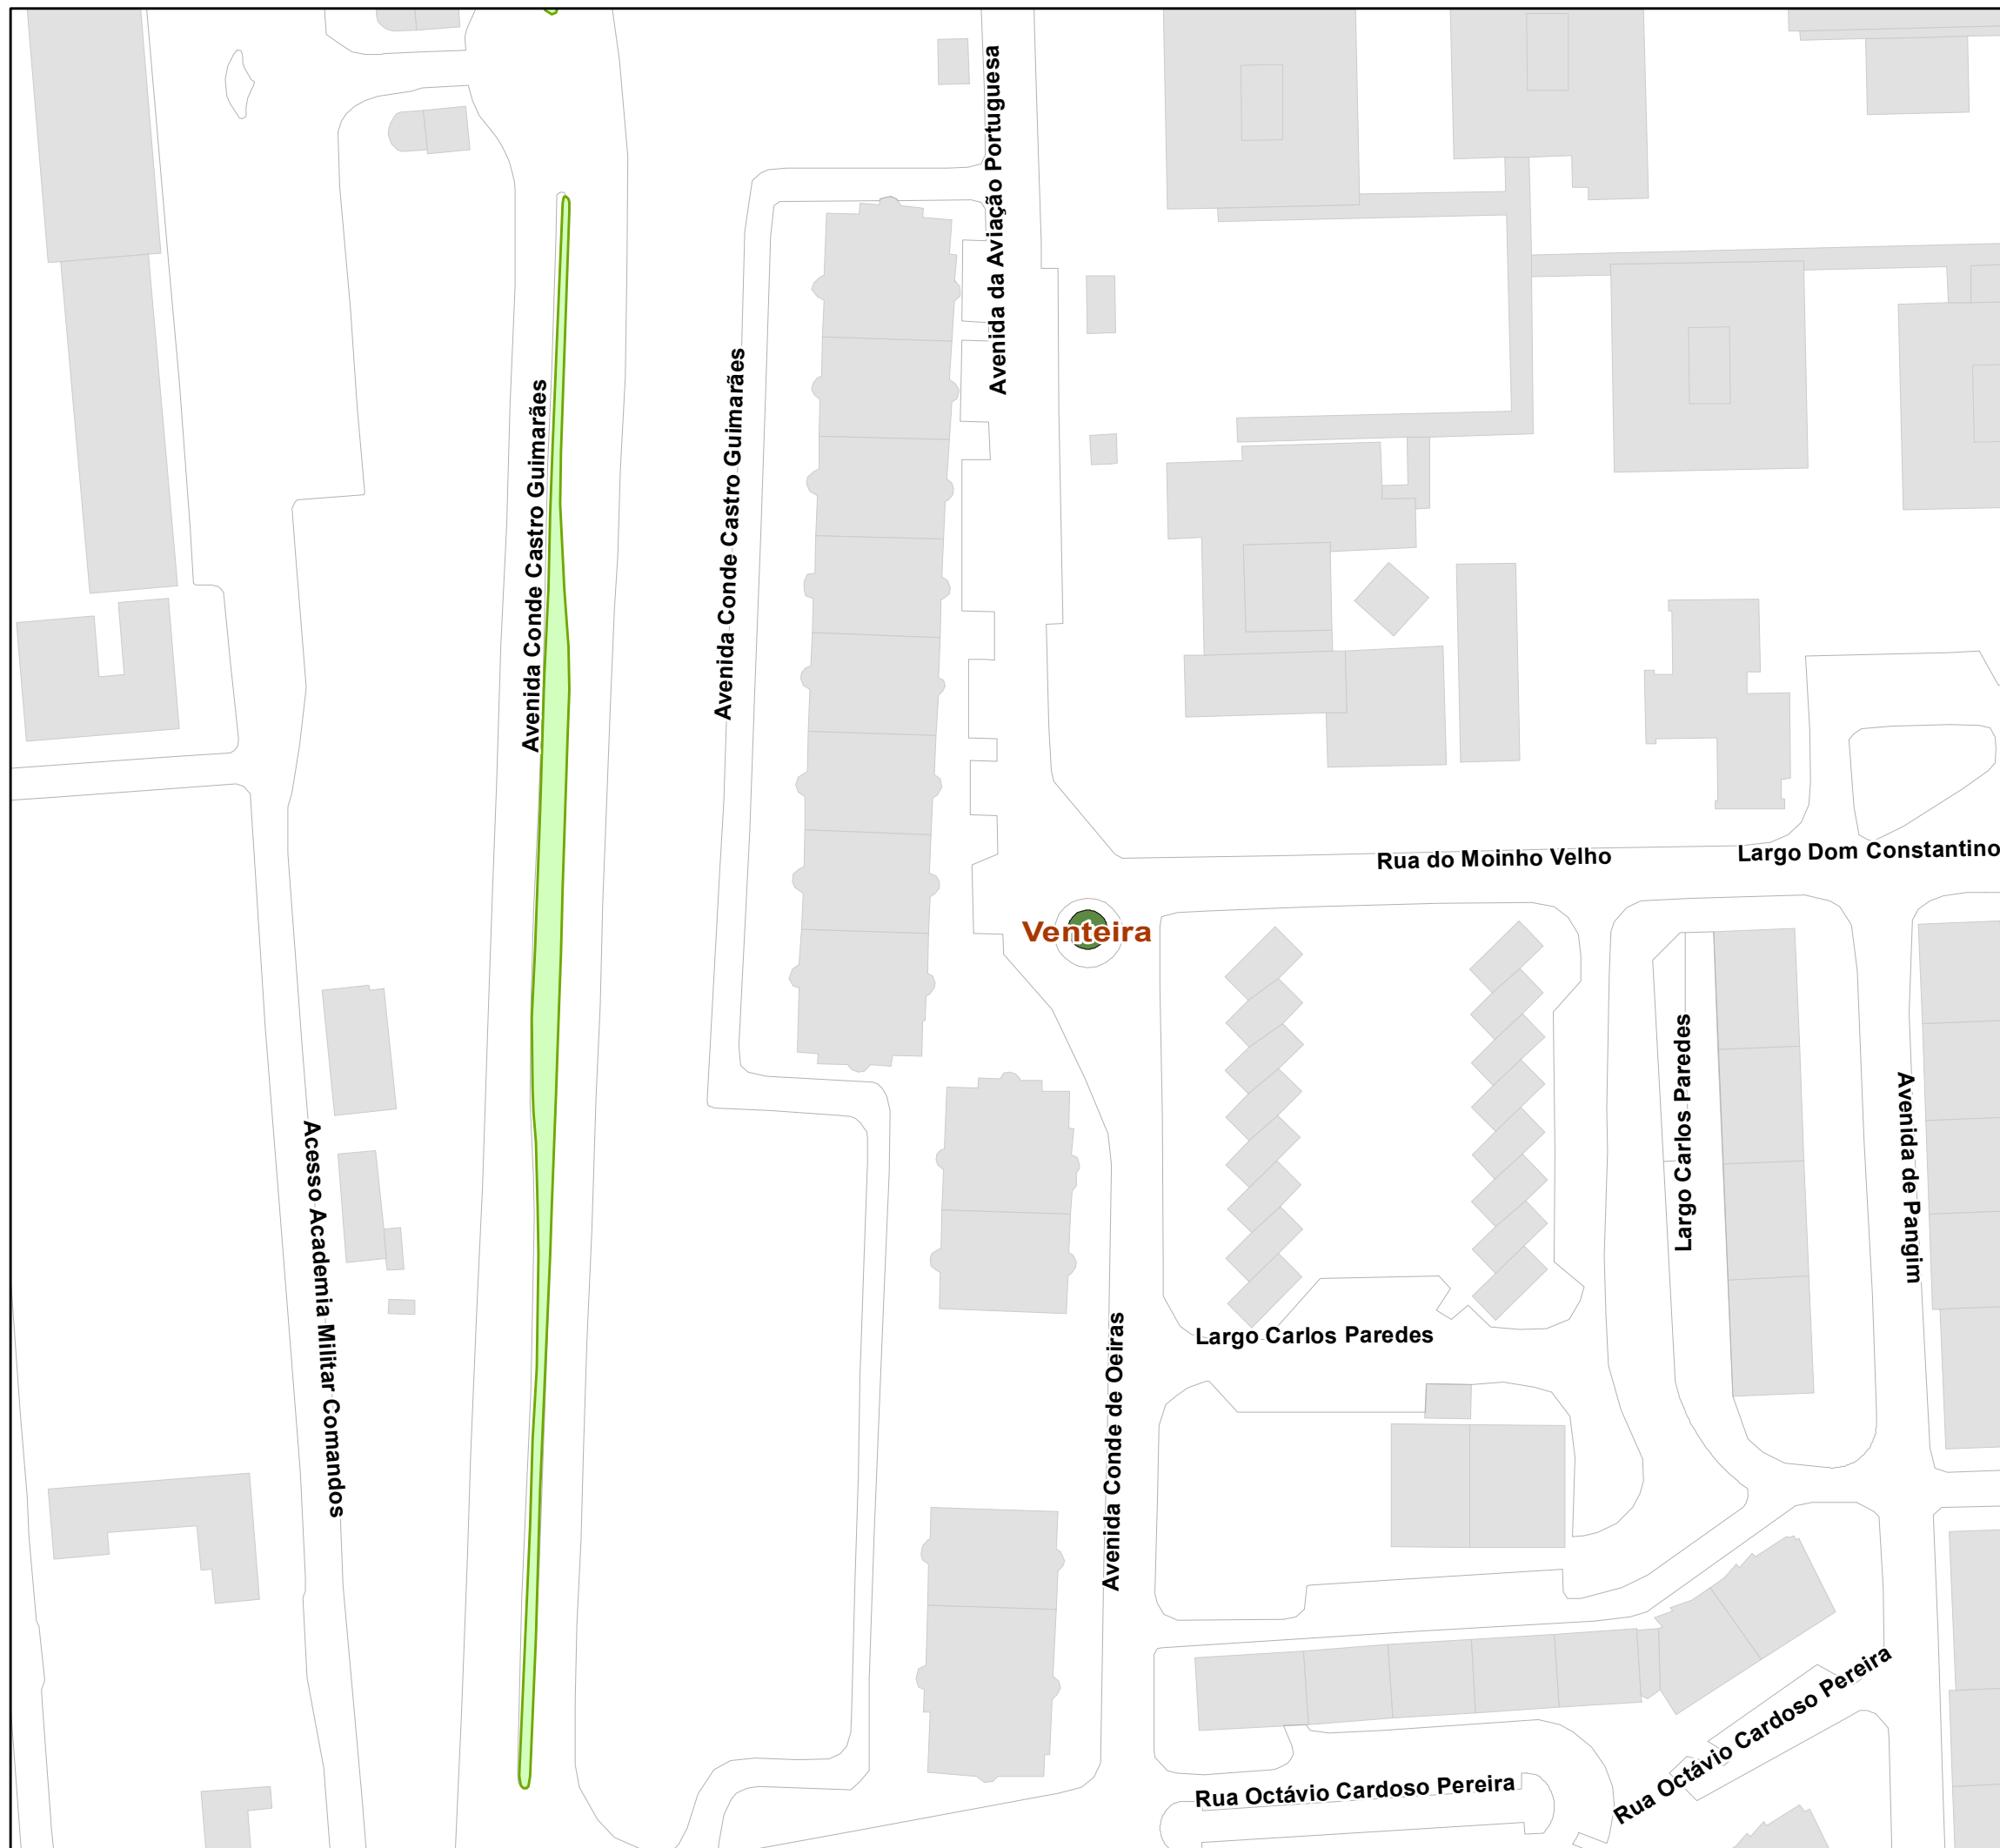 Avenida da Aviação Portuguesa
Avenida Conde Castro Guimarães
Avenida Conde Castro Guimarães
Rua do Moinho Velho
Largo Dom Constantino
Venteira
Largo Carlos Paredes
Avenida de Pangim
Acesso Academia Militar Comandos
Avenida Conde de Oeiras
Largo Carlos Paredes
Rua Octávio Cardoso Pereira
Rua Octávio Cardoso Pereira